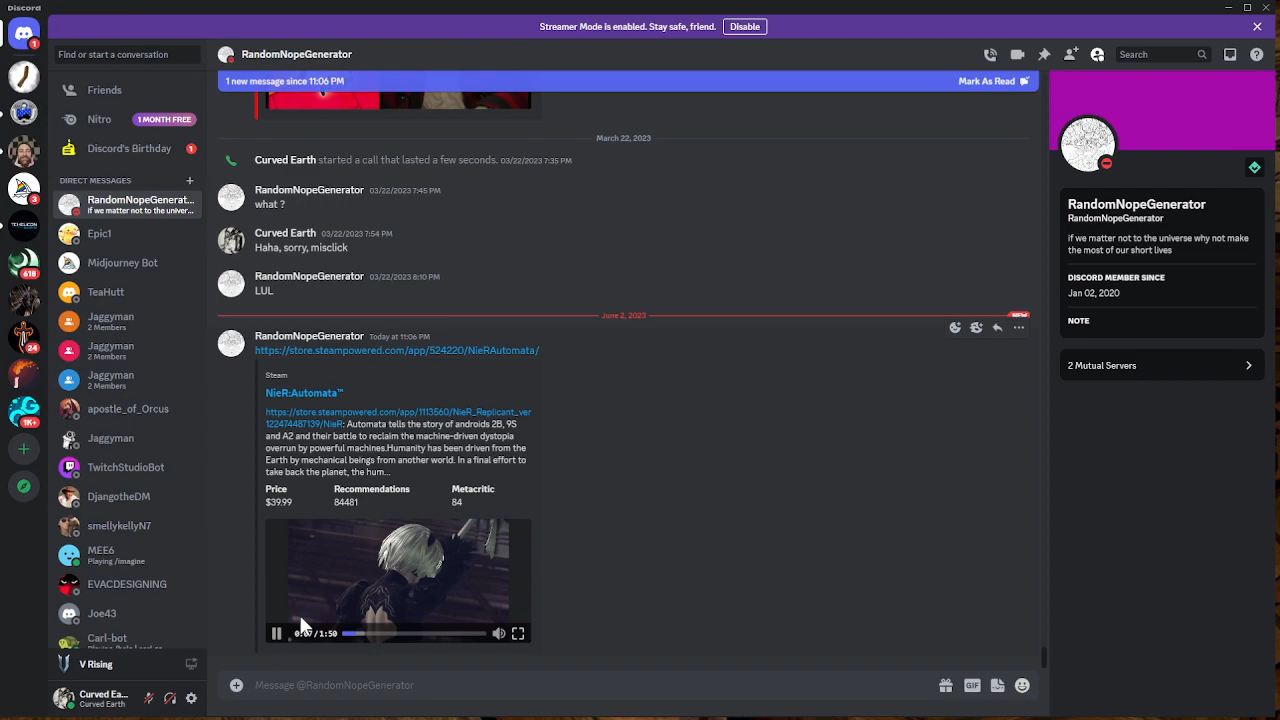 Discord
Streamer Mode is enabled. Stay safe, friend.
Disable
Find or start a conversation
RandomNopeGenerator
Search
1 new message since 11:06 PM
Mark As Read
Friends
Nitro
1 MONTH FREE
Discord's Birthday
1
DIRECT MESSAGES
RandomNopeGenerat...
if we matter not to the univer...
Epic1
Midjourney Bot
TeaHutt
Jaggyman
2 Members
Jaggyman
2 Members
Jaggyman
2 Members
apostle_of_Orcus
Jaggyman
TwitchStudioBot
DjangotheDM
smellykellyN7
MEE6
Playing /imagine
EVACDESIGNING
Joe43
Carl-bot
V Rising
Curved Ea...
Curved Earth
1
3
618
24
1K+
March 22, 2023
Curved Earth started a call that lasted a few seconds. 03/22/2023 7:35 PM
RandomNopeGenerator 03/22/2023 7:45 PM
what ?
Curved Earth 03/22/2023 7:54 PM
Haha, sorry, misclick
RandomNopeGenerator 03/22/2023 8:10 PM
LUL
June 2, 2023
NEW
RandomNopeGenerator Today at 11:06 PM
https://store.steampowered.com/app/524220/NieRAutomata/
Steam
NieR:Automata™
https://store.steampowered.com/app/1113560/NieR_Replicant_ver
122474487139/NieR: Automata tells the story of androids 2B, 9S
and A2 and their battle to reclaim the machine-driven dystopia
overrun by powerful machines.Humanity has been driven from the
Earth by mechanical beings from another world. In a final effort to
take back the planet, the hum...
Price Recommendations Metacritic
$39.99 84481 84
0:07/1:50
Message @RandomNopeGenerator
GIF
RandomNopeGenerator
RandomNopeGenerator
if we matter not to the universe why not make
the most of our short lives
DISCORD MEMBER SINCE
Jan 02, 2020
NOTE
2 Mutual Servers